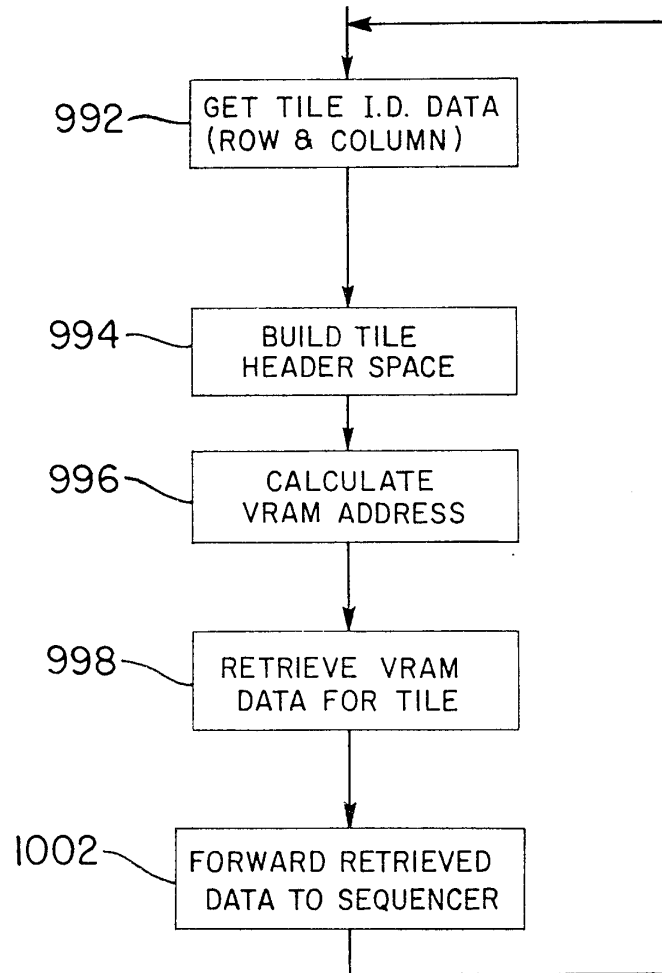 992
GET TILE I.D. DATA
(ROW & COLUMN)
994
BUILD TILE
HEADER SPACE
996
CALCULATE
VRAM ADDRESS
998
RETRIEVE VRAM
DATA FOR TILE
1002
FORWARD RETRIEVED
DATA TO SEQUENCER